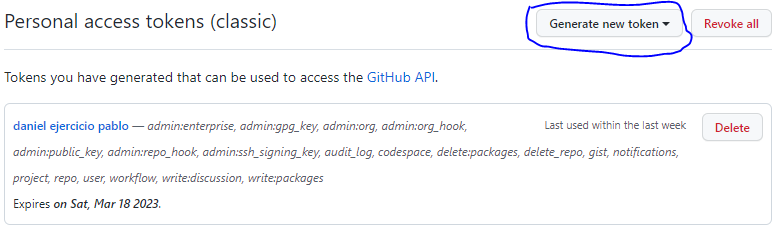 Personal access tokens (classic)
Generate new token
Revoke all
Tokens you have generated that can be used to access the GitHub API.
daniel ejercicio pablo — admin:enterprise, admin:gpg_key, admin:org, admin:org_hook,
Last used within the last week
Delete
admin:public_key, admin:repo_hook, admin:ssh_signing_key, audit_log, codespace, delete:packages, delete_repo, gist, notifications,
project, repo, user, workflow, write:discussion, write:packages
Expires on Sat, Mar 18 2023.